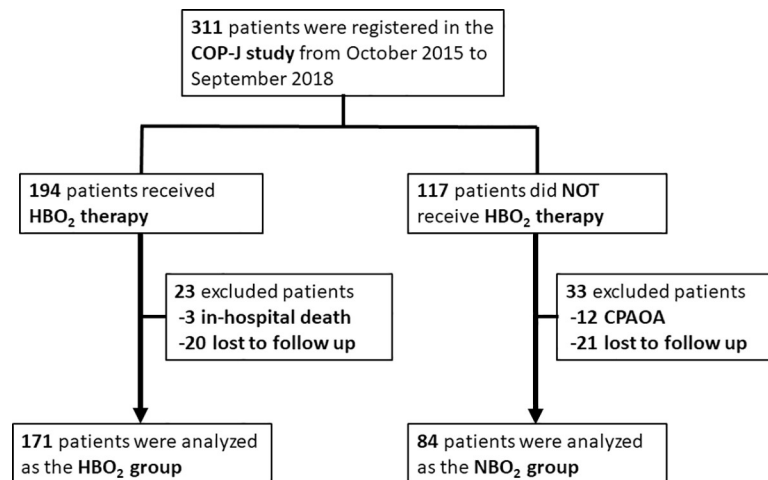 311 patients were registered in the
COP-J study from October 2015 to
September 2018
194 patients received
HBO₂ therapy
117 patients did NOT
receive HBO₂ therapy
23 excluded patients
-3 in-hospital death
-20 lost to follow up
33 excluded patients
-12 CPAOA
-21 lost to follow up
171 patients were analyzed
as the HBO₂ group
84 patients were analyzed
as the NBO₂ group